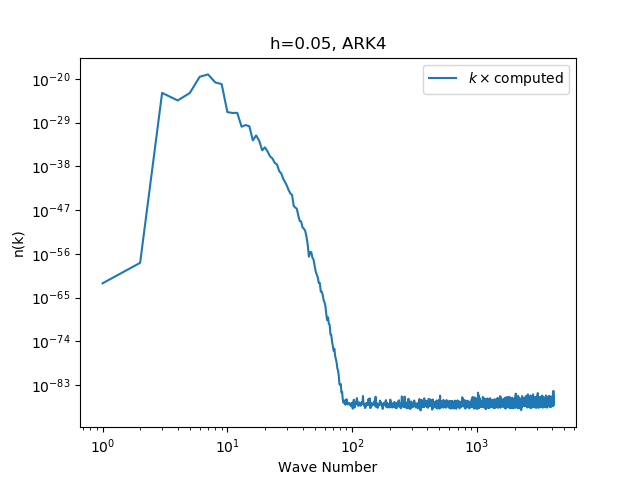 h=0.05, ARK4
k × computed
n(k)
10^{-20}
10^{-29}
10^{-38}
10^{-47}
10^{-56}
10^{-65}
10^{-74}
10^{-83}
10^{0} 10^{1} 10^{2} 10^{3}
Wave Number